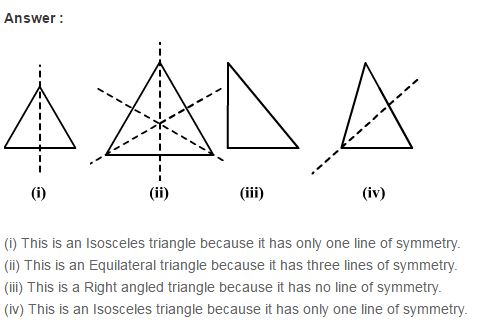 Answer :
(i) (ii) (iii) (iv)
(i) This is an Isosceles triangle because it has only one line of symmetry.
(ii) This is an Equilateral triangle because it has three lines of symmetry.
(iii) This is a Right angled triangle because it has no line of symmetry.
(iv) This is an Isosceles triangle because it has only one line of symmetry.